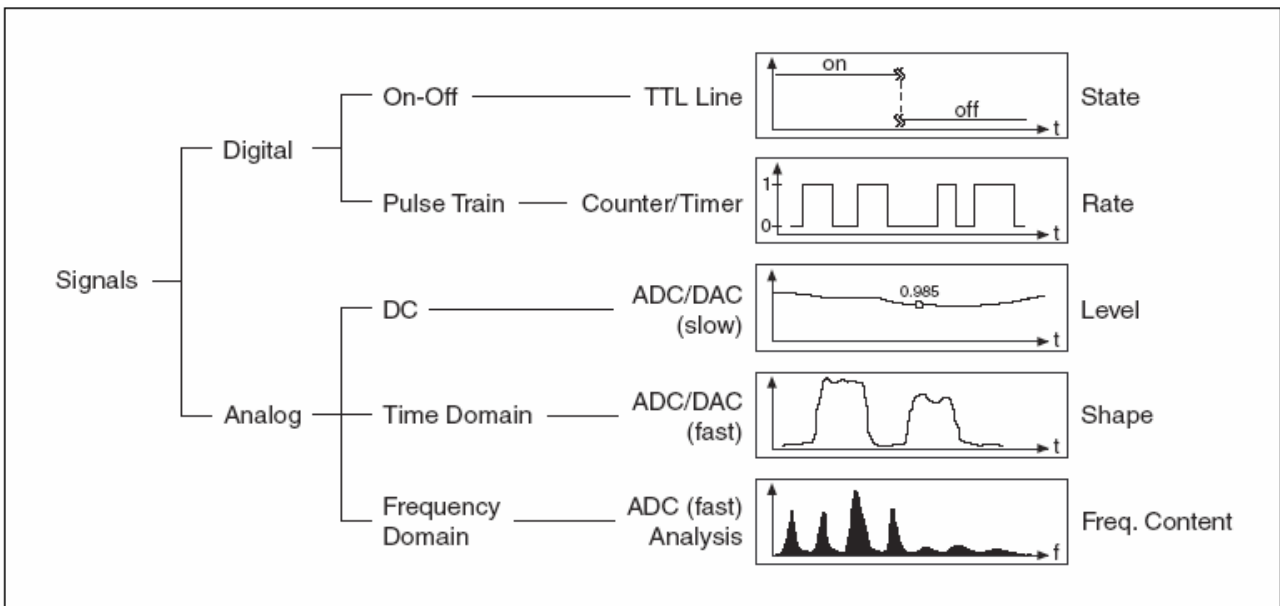 on
On-Off
TTL Line
State
off
t
Digital
1
Pulse Train
Counter/Timer
Rate
0
t
Signals
ADC/DAC
0.985
DC
Level
(slow)
t
ADC/DAC
Analog
Time Domain
Shape
(fast)
t
Frequency
ADC (fast)
Freq. Content
Domain
Analysis
f